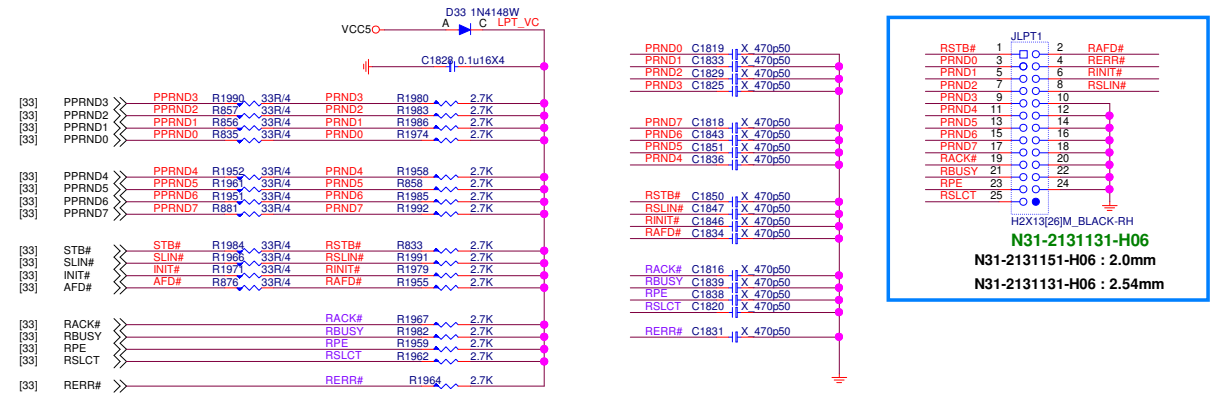 D33 1N4148W
VCC5 A C LPT_VC
C1828 0.1u16X4
[33] PPRND3 PPRND3 R1990 33R/4 PRND3 R1980 2.7K
[33] PPRND2 PPRND2 R857 33R/4 PRND2 R1983 2.7K
[33] PPRND1 PPRND1 R856 33R/4 PRND1 R1986 2.7K
[33] PPRND0 PPRND0 R835 33R/4 PRND0 R1974 2.7K
[33] PPRND4 PPRND4 R1952 33R/4 PRND4 R1958 2.7K
[33] PPRND5 PPRND5 R1961 33R/4 PRND5 R858 2.7K
[33] PPRND6 PPRND6 R1951 33R/4 PRND6 R1985 2.7K
[33] PPRND7 PPRND7 R881 33R/4 PRND7 R1992 2.7K
[33] STB# STB# R1984 33R/4 RSTB# R833 2.7K
[33] SLIN# SLIN# R1966 33R/4 RSLIN# R1991 2.7K
[33] INIT# INIT# R1971 33R/4 RINIT# R1979 2.7K
[33] AFD# AFD# R876 33R/4 RAFD# R1955 2.7K
[33] RACK# RACK# R1967 2.7K
[33] RBUSY RBUSY R1982 2.7K
[33] RPE RPE R1959 2.7K
[33] RSLCT RSLCT R1962 2.7K
[33] RERR# RERR# R1964 2.7K
PRND0 C1819 X_470p50
PRND1 C1833 X_470p50
PRND2 C1829 X_470p50
PRND3 C1825 X_470p50
PRND7 C1818 X_470p50
PRND6 C1843 X_470p50
PRND5 C1851 X_470p50
PRND4 C1836 X_470p50
RSTB# C1850 X_470p50
RSLIN# C1847 X_470p50
RINIT# C1846 X_470p50
RAFD# C1834 X_470p50
RACK# C1816 X_470p50
RBUSY C1839 X_470p50
RPE C1838 X_470p50
RSLCT C1820 X_470p50
RERR# C1831 X_470p50
JLPT1
RSTB# 1 2 RAFD#
PRND0 3 4 RERR#
PRND1 5 6 RINIT#
PRND2 7 8 RSLIN#
PRND3 9 10
PRND4 11 12
PRND5 13 14
PRND6 15 16
PRND7 17 18
RACK# 19 20
RBUSY 21 22
RPE 23 24
RSLCT 25
H2X13[26]M_BLACK-RH
N31-2131131-H06
N31-2131151-H06 : 2.0mm
N31-2131131-H06 : 2.54mm